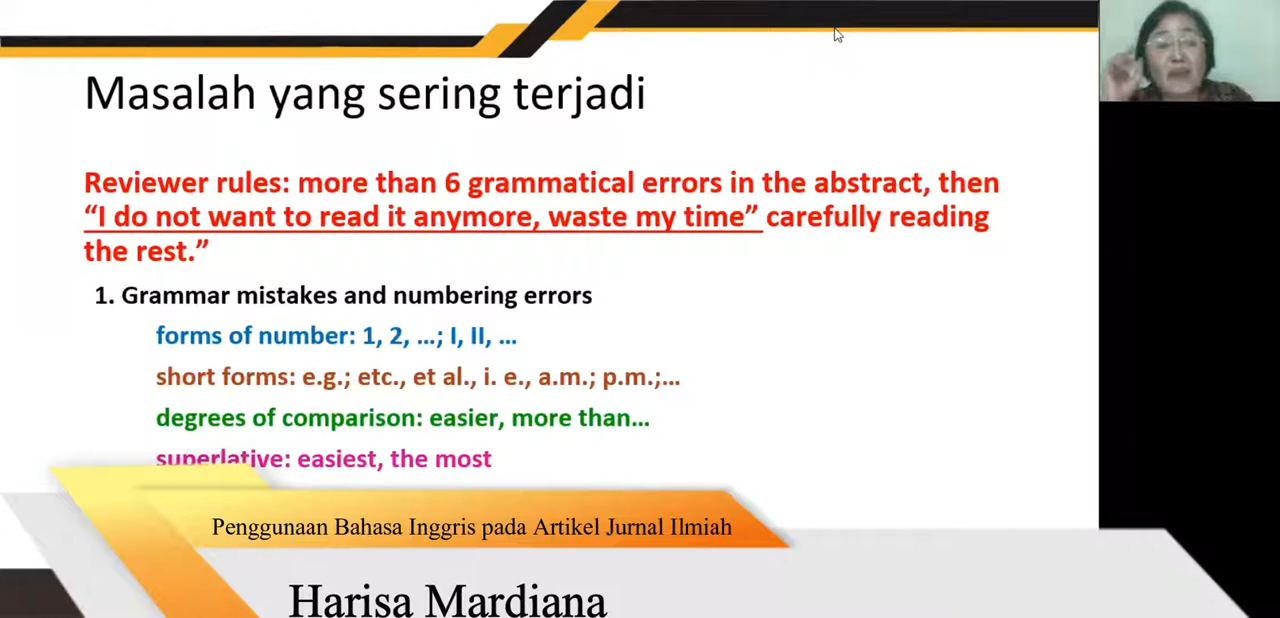 Masalah yang sering terjadi
Reviewer rules: more than 6 grammatical errors in the abstract, then
“I do not want to read it anymore, waste my time” carefully reading
the rest.”
1. Grammar mistakes and numbering errors
forms of number: 1, 2, …; I, II, …
short forms: e.g.; etc., et al., i. e., a.m.; p.m.;…
degrees of comparison: easier, more than…
superlative: easiest, the most
Penggunaan Bahasa Inggris pada Artikel Jurnal Ilmiah
Harisa Mardiana